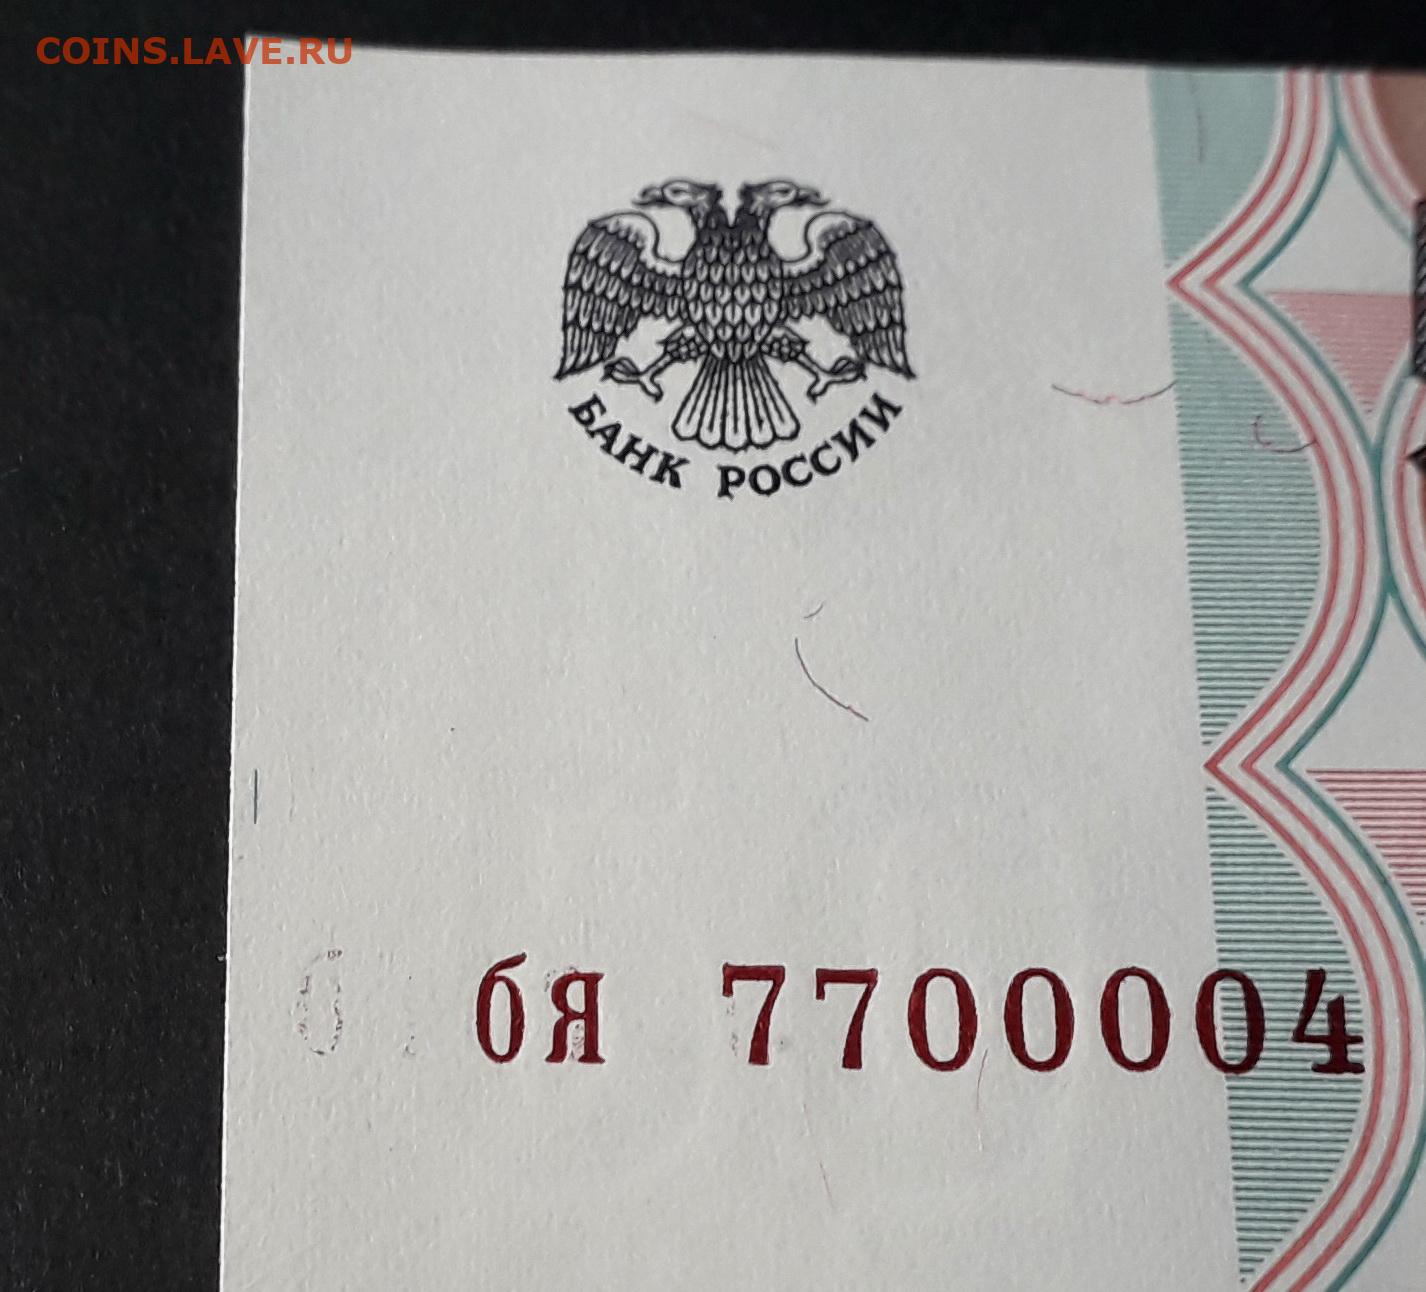 COINS.LAVE.RU
БАНК РОССИИ
бЯ 7700004